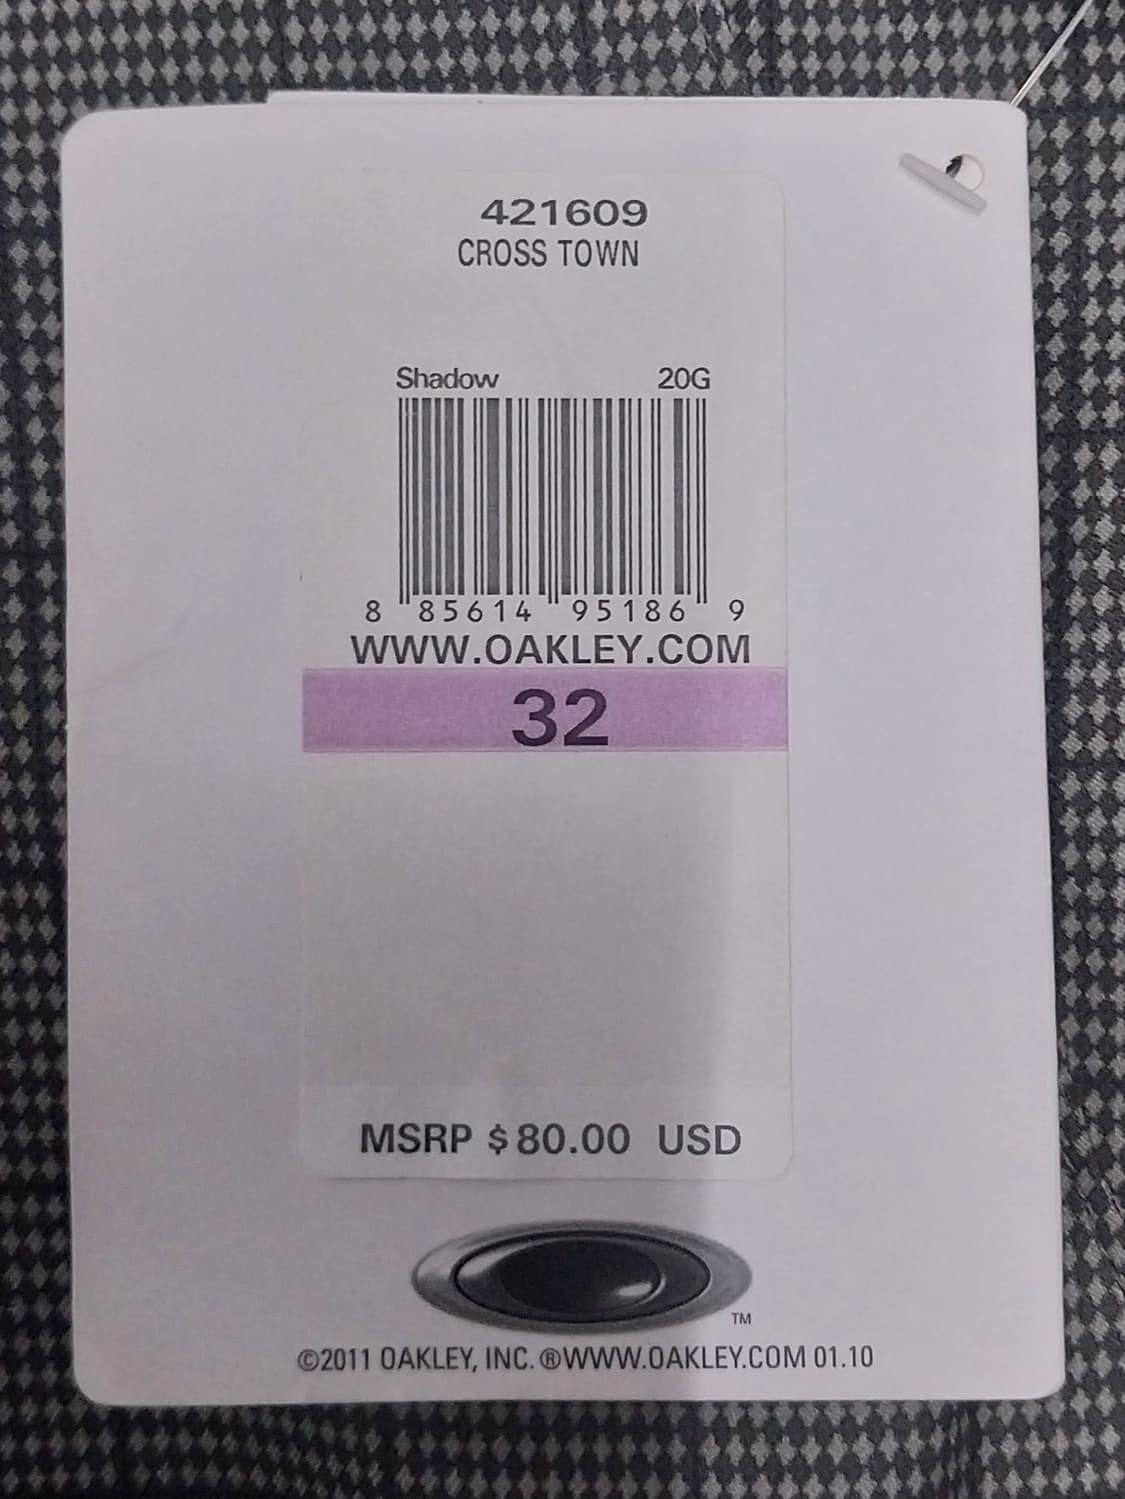 421609
CROSS TOWN
Shadow 20G
8 85614 95186 9
WWW.OAKLEY.COM
32
MSRP $80.00 USD
TM
©2011 OAKLEY, INC. ®WWW.OAKLEY.COM 01.10